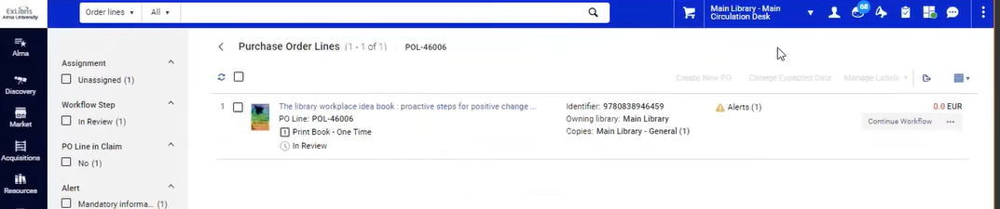 ExLibris
Alma University
Order lines
All
Main Library - Main
Circulation Desk
68
Alma
Discovery
Market
Acquisitions
Resources
Assignment
Unassigned (1)
Workflow Step
In Review (1)
PO Line in Claim
No (1)
Alert
Mandatory informa... (1)
Purchase Order Lines (1 - 1 of 1) POL-46006
Create New PO
Change Expected Date
Manage Labels
1
The library workplace idea book : proactive steps for positive change ...
PO Line: POL-46006
Print Book - One Time
In Review
Identifier: 9780838946459
Owning library: Main Library
Copies: Main Library - General (1)
Alerts (1)
0.0 EUR
Continue Workflow